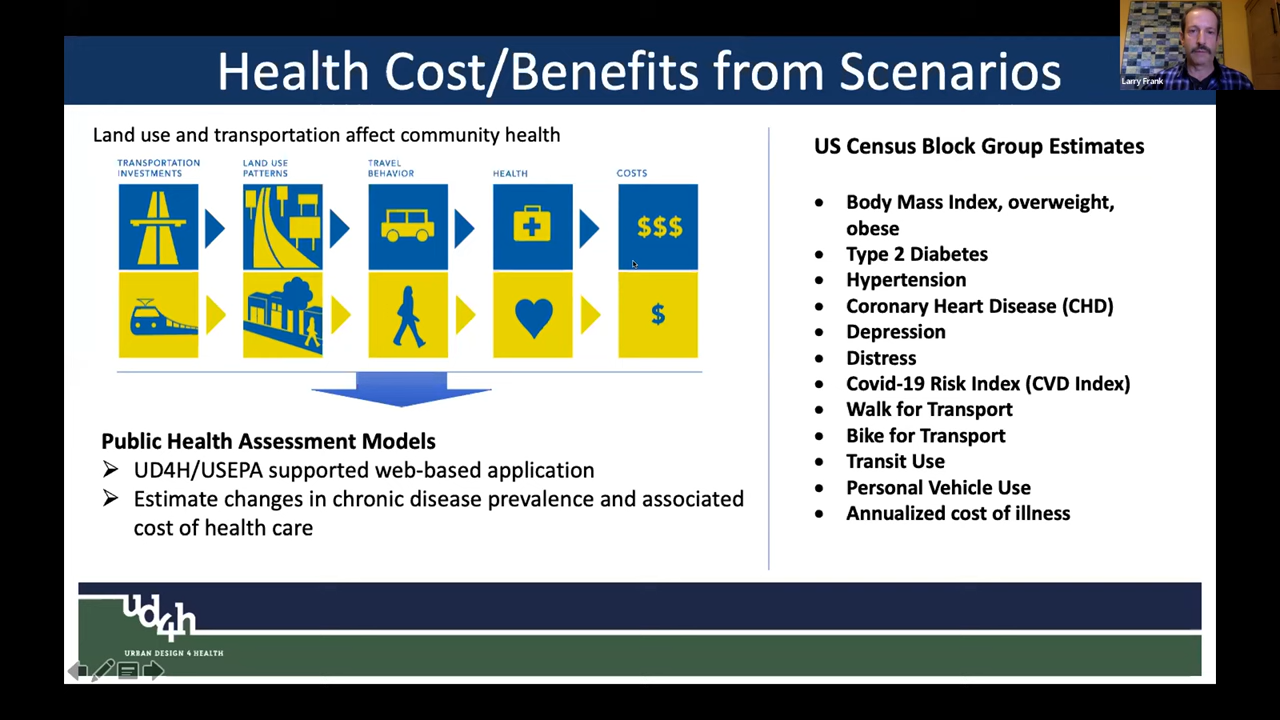 Health Cost/Benefits from Scenarios
Larry Frank
Land use and transportation affect community health
TRANSPORTATION
INVESTMENTS
LAND USE
PATTERNS
TRAVEL
BEHAVIOR
HEALTH
COSTS
$$$
$
Public Health Assessment Models
➢ UD4H/USEPA supported web-based application
➢ Estimate changes in chronic disease prevalence and associated
cost of health care
US Census Block Group Estimates
• Body Mass Index, overweight,
obese
• Type 2 Diabetes
• Hypertension
• Coronary Heart Disease (CHD)
• Depression
• Distress
• Covid-19 Risk Index (CVD Index)
• Walk for Transport
• Bike for Transport
• Transit Use
• Personal Vehicle Use
• Annualized cost of illness
ud4h
URBAN DESIGN 4 HEALTH